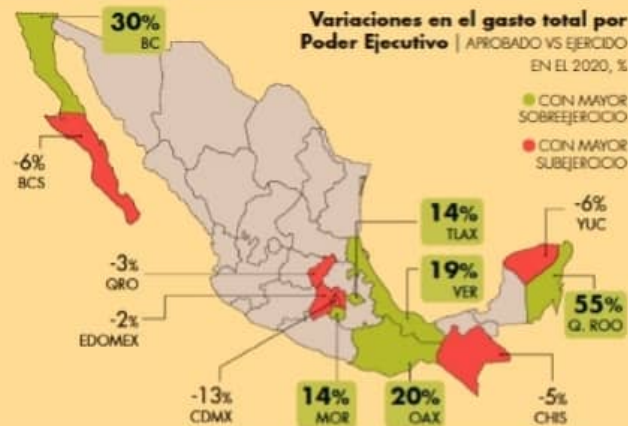 Variaciones en el gasto total por
Poder Ejecutivo | APROBADO VS EJERCIDO
EN EL 2020, %
CON MAYOR
SOBREEJEROCIO
CON MAYOR
SUBEJEROCIO
30%
BC
-6%
BCS
14%
TLAX
-6%
YUC
-3%
QRO
19%
VER
55%
Q. ROO
-2%
EDOMEX
-13%
CDMX
14%
MOR
20%
OAX
-5%
CHIS